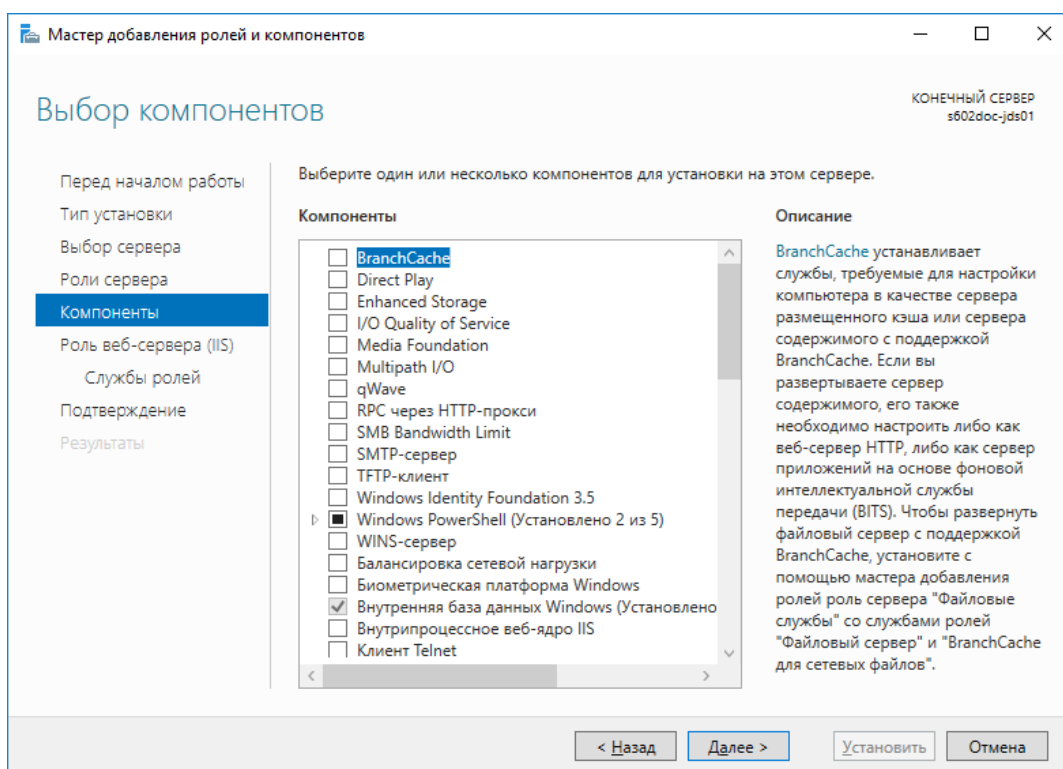 Мастер добавления ролей и компонентов
Выбор компонентов
КОНЕЧНЫЙ СЕРВЕР
s602doc-jds01
Перед началом работы
Тип установки
Выбор сервера
Роли сервера
Компоненты
Роль веб-сервера (IIS)
Службы ролей
Подтверждение
Результаты
Выберите один или несколько компонентов для установки на этом сервере.
Компоненты
BranchCache
Direct Play
Enhanced Storage
I/O Quality of Service
Media Foundation
Multipath I/O
qWave
RPC через HTTP-прокси
SMB Bandwidth Limit
SMTP-сервер
TFTP-клиент
Windows Identity Foundation 3.5
Windows PowerShell (Установлено 2 из 5)
WINS-сервер
Балансировка сетевой нагрузки
Биометрическая платформа Windows
Внутренняя база данных Windows (Установлено
Внутрипроцессное веб-ядро IIS
Клиент Telnet
Описание
BranchCache устанавливает
службы, требуемые для настройки
компьютера в качестве сервера
размещенного кэша или сервера
содержимого с поддержкой
BranchCache. Если вы
развертываете сервер
содержимого, его также
необходимо настроить либо как
веб-сервер HTTP, либо как сервер
приложений на основе фоновой
интеллектуальной службы
передачи (BITS). Чтобы развернуть
файловый сервер с поддержкой
BranchCache, установите с
помощью мастера добавления
ролей роль сервера "Файловые
службы" со службами ролей
"Файловый сервер" и "BranchCache
для сетевых файлов".
< Назад
Далее >
Установить
Отмена